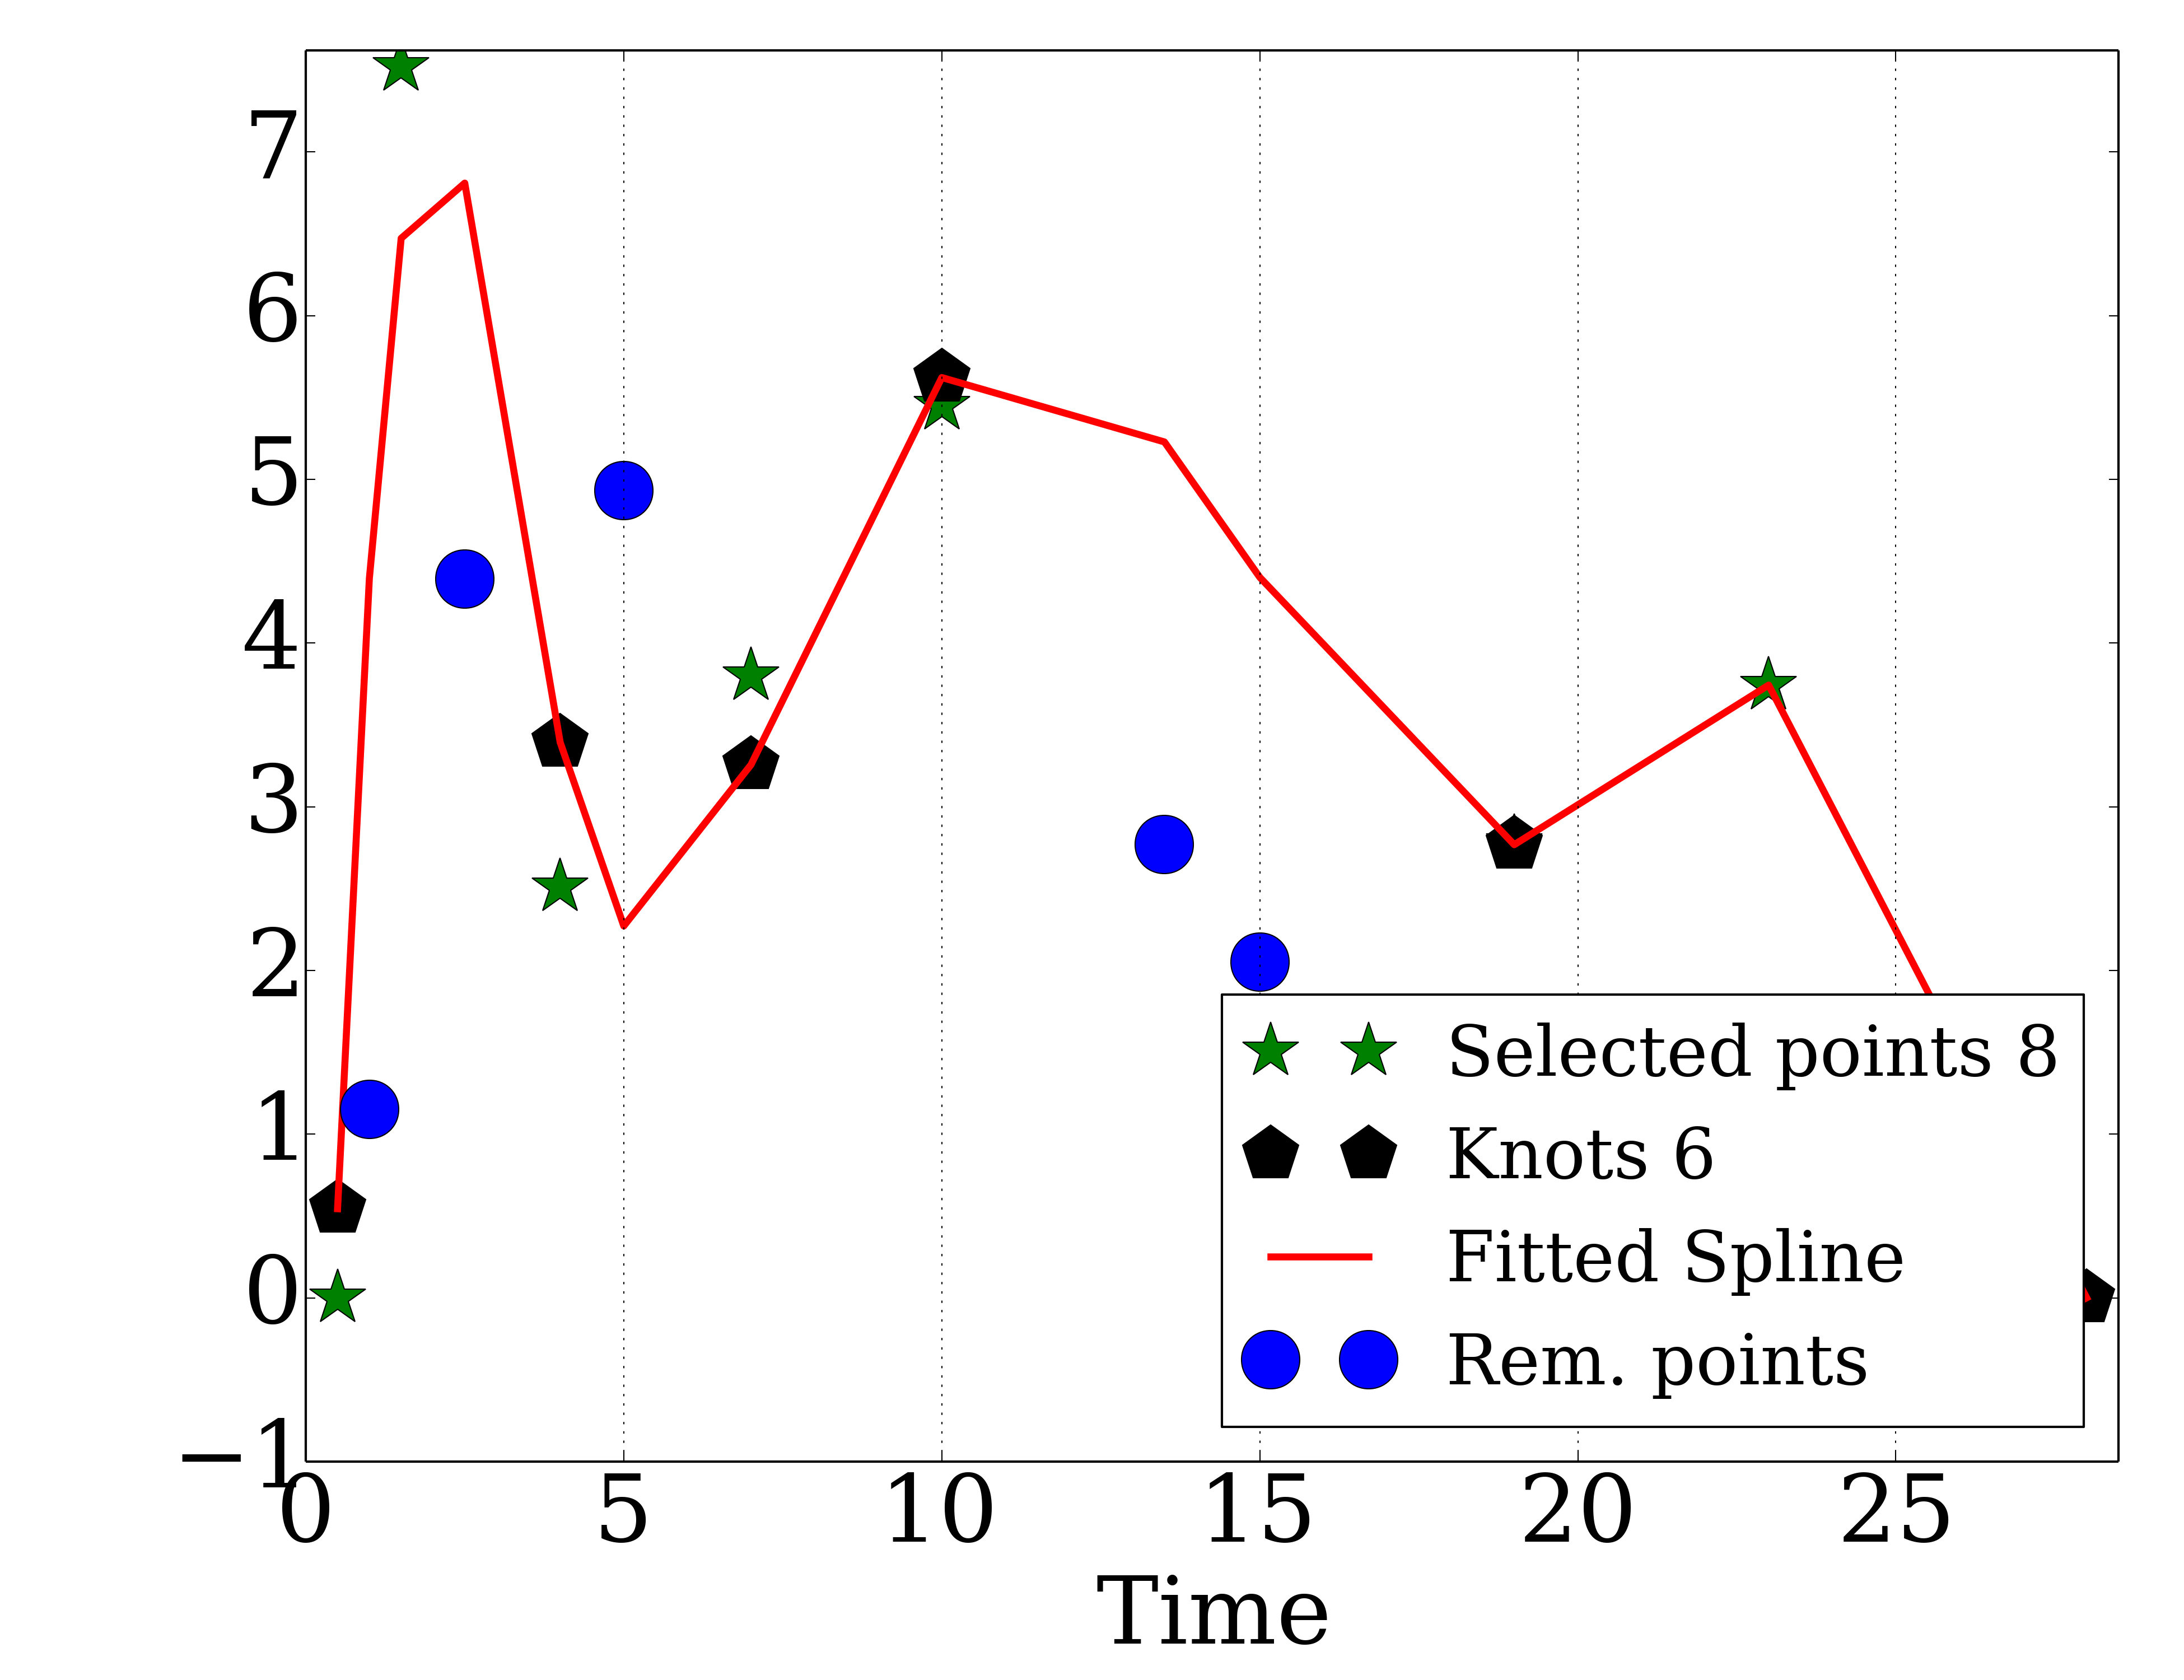 7
6
5
4
3
2
1
0
−1
Selected points 8
Knots 6
Fitted Spline
Rem. points
0 5 10 15 20 25
Time